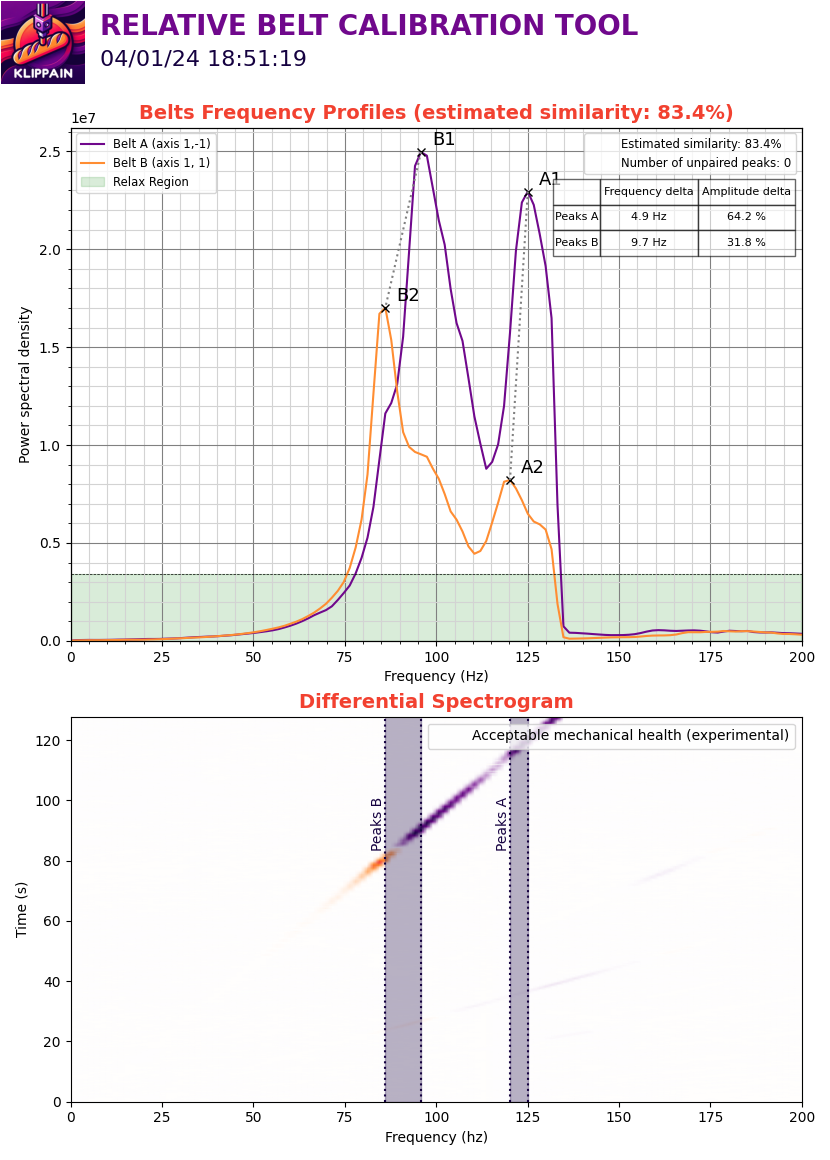 KLIPPAIN
RELATIVE BELT CALIBRATION TOOL
04/01/24 18:51:19
Belts Frequency Profiles (estimated similarity: 83.4%)
1e7
Belt A (axis 1,-1)
Belt B (axis 1, 1)
Relax Region
Estimated similarity: 83.4%
Number of unpaired peaks: 0
Frequency delta Amplitude delta
Peaks A 4.9 Hz 64.2 %
Peaks B 9.7 Hz 31.8 %
B1
A1
B2
A2
Power spectral density
2.5
2.0
1.5
1.0
0.5
0.0
0 25 50 75 100 125 150 175 200
Frequency (Hz)
Differential Spectrogram
Acceptable mechanical health (experimental)
Peaks B
Peaks A
Time (s)
120
100
80
60
40
20
0
0 25 50 75 100 125 150 175 200
Frequency (hz)